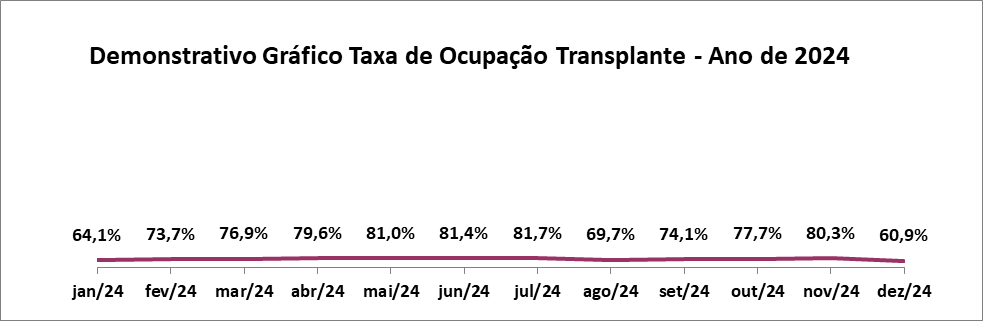 Demonstrativo Gráfico Taxa de Ocupação Transplante - Ano de 2024
64,1% 73,7% 76,9% 79,6% 81,0% 81,4% 81,7% 69,7% 74,1% 77,7% 80,3% 60,9%
jan/24 fev/24 mar/24 abr/24 mai/24 jun/24 jul/24 ago/24 set/24 out/24 nov/24 dez/24